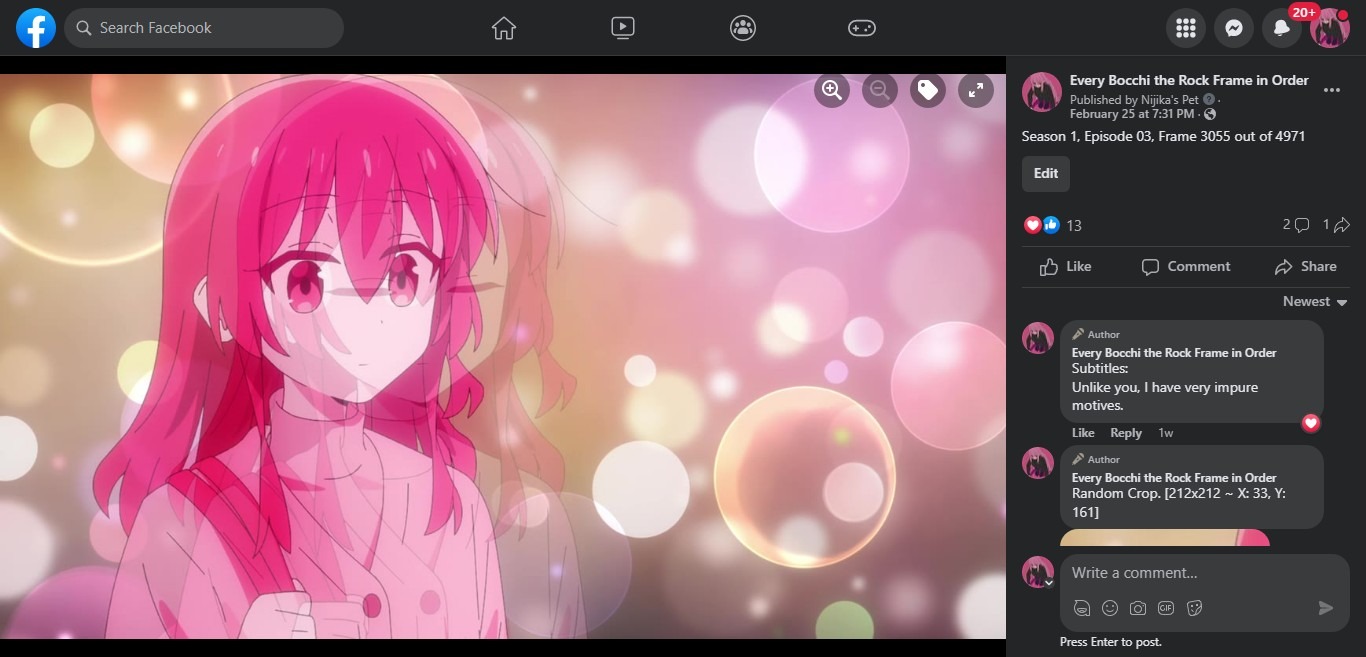 Search Facebook
20+
Every Bocchi the Rock Frame in Order
Published by Nijika's Pet ·
February 25 at 7:31 PM ·
Season 1, Episode 03, Frame 3055 out of 4971
Edit
13
2
1
Like
Comment
Share
Newest
Author
Every Bocchi the Rock Frame in Order
Subtitles:
Unlike you, I have very impure
motives.
Like Reply 1w
Author
Every Bocchi the Rock Frame in Order
Random Crop. [212x212 ~ X: 33, Y:
161]
Write a comment...
GIF
Press Enter to post.